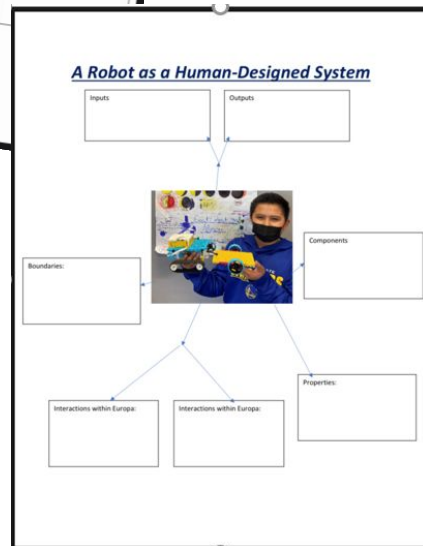 A Robot as a Human-Designed System
Inputs
Outputs
Components
Boundaries:
Properties:
Interactions within Europa:
Interactions within Europa: